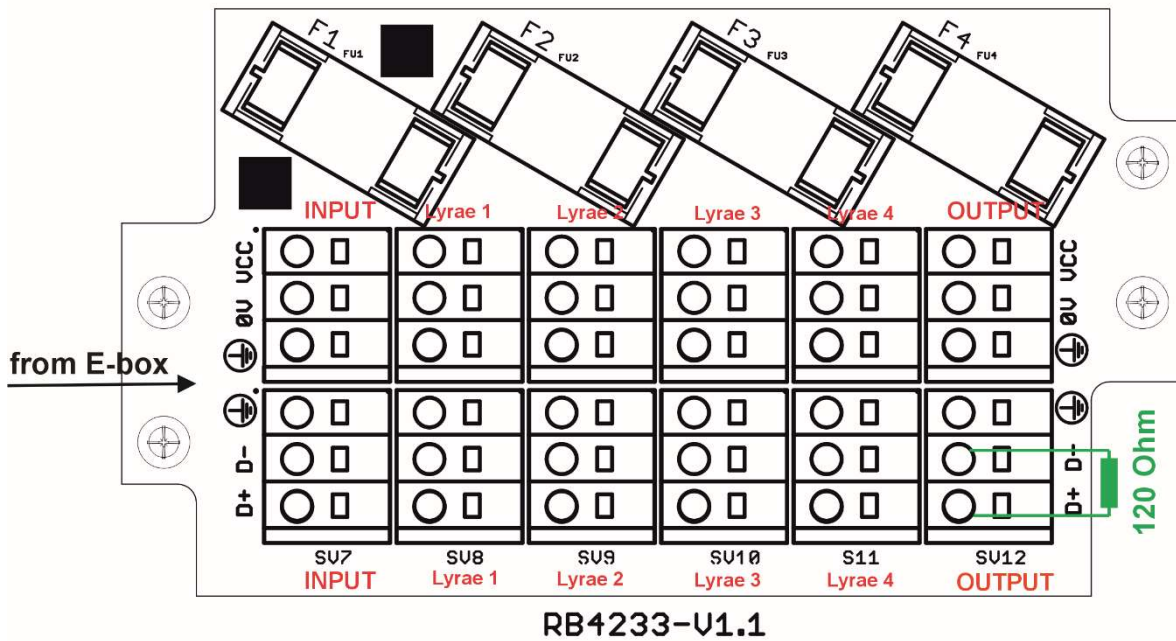 F1 FU1
F2 FU2
F3 FU3
F4 FU4
INPUT Lyrae 1 Lyrae 2 Lyrae 3 Lyrae 4 OUTPUT
VCC VCC
0V 0V
from E-box
D- D-
D+ D+
120 Ohm
SV7 SV8 SV9 SV10 S11 SV12
INPUT Lyrae 1 Lyrae 2 Lyrae 3 Lyrae 4 OUTPUT
RB4233-V1.1